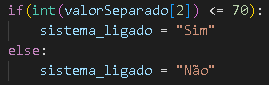 if(int(valorSeparado[2]) <= 70):
    sistema_ligado = "Sim"
else:
    sistema_ligado = "Não"